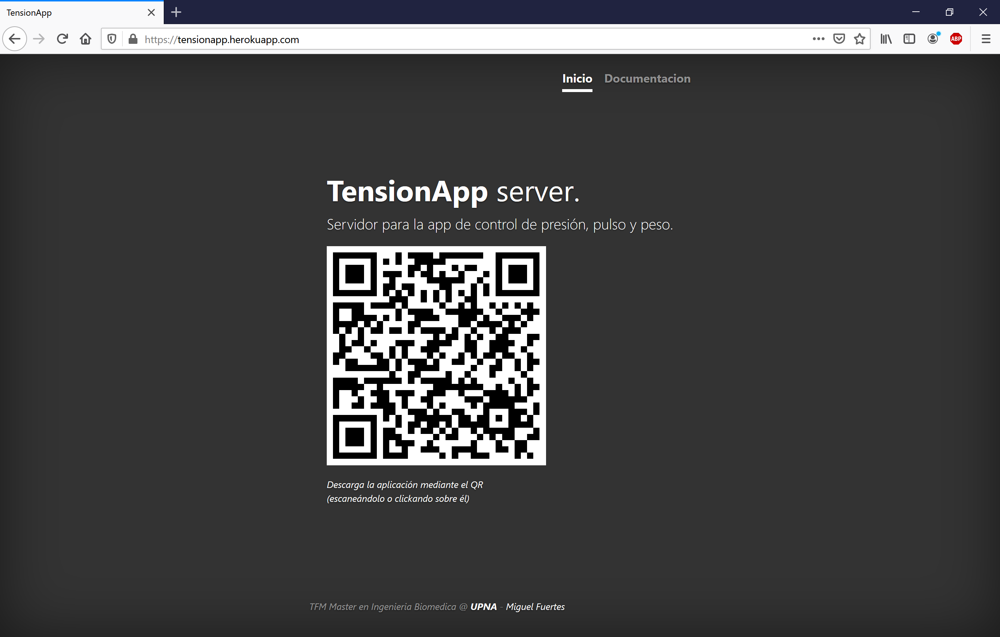 TensionApp
https://tensionapp.herokuapp.com
ABP
Inicio Documentacion
TensionApp server.
Servidor para la app de control de presión, pulso y peso.
Descarga la aplicación mediante el QR
(escaneándolo o clickando sobre él)
TFM Master en Ingenieria Biomedica @ UPNA - Miguel Fuertes